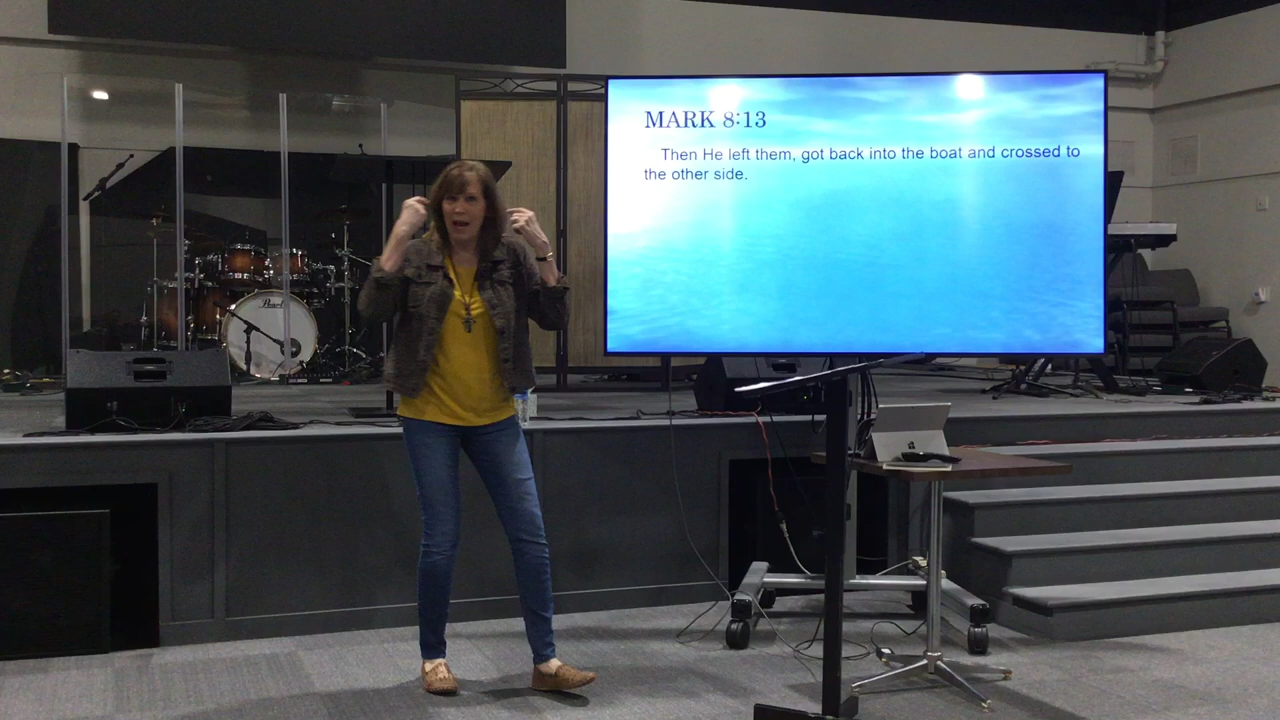 MARK 8:13
Then He left them, got back into the boat and crossed to
the other side.
Pearl